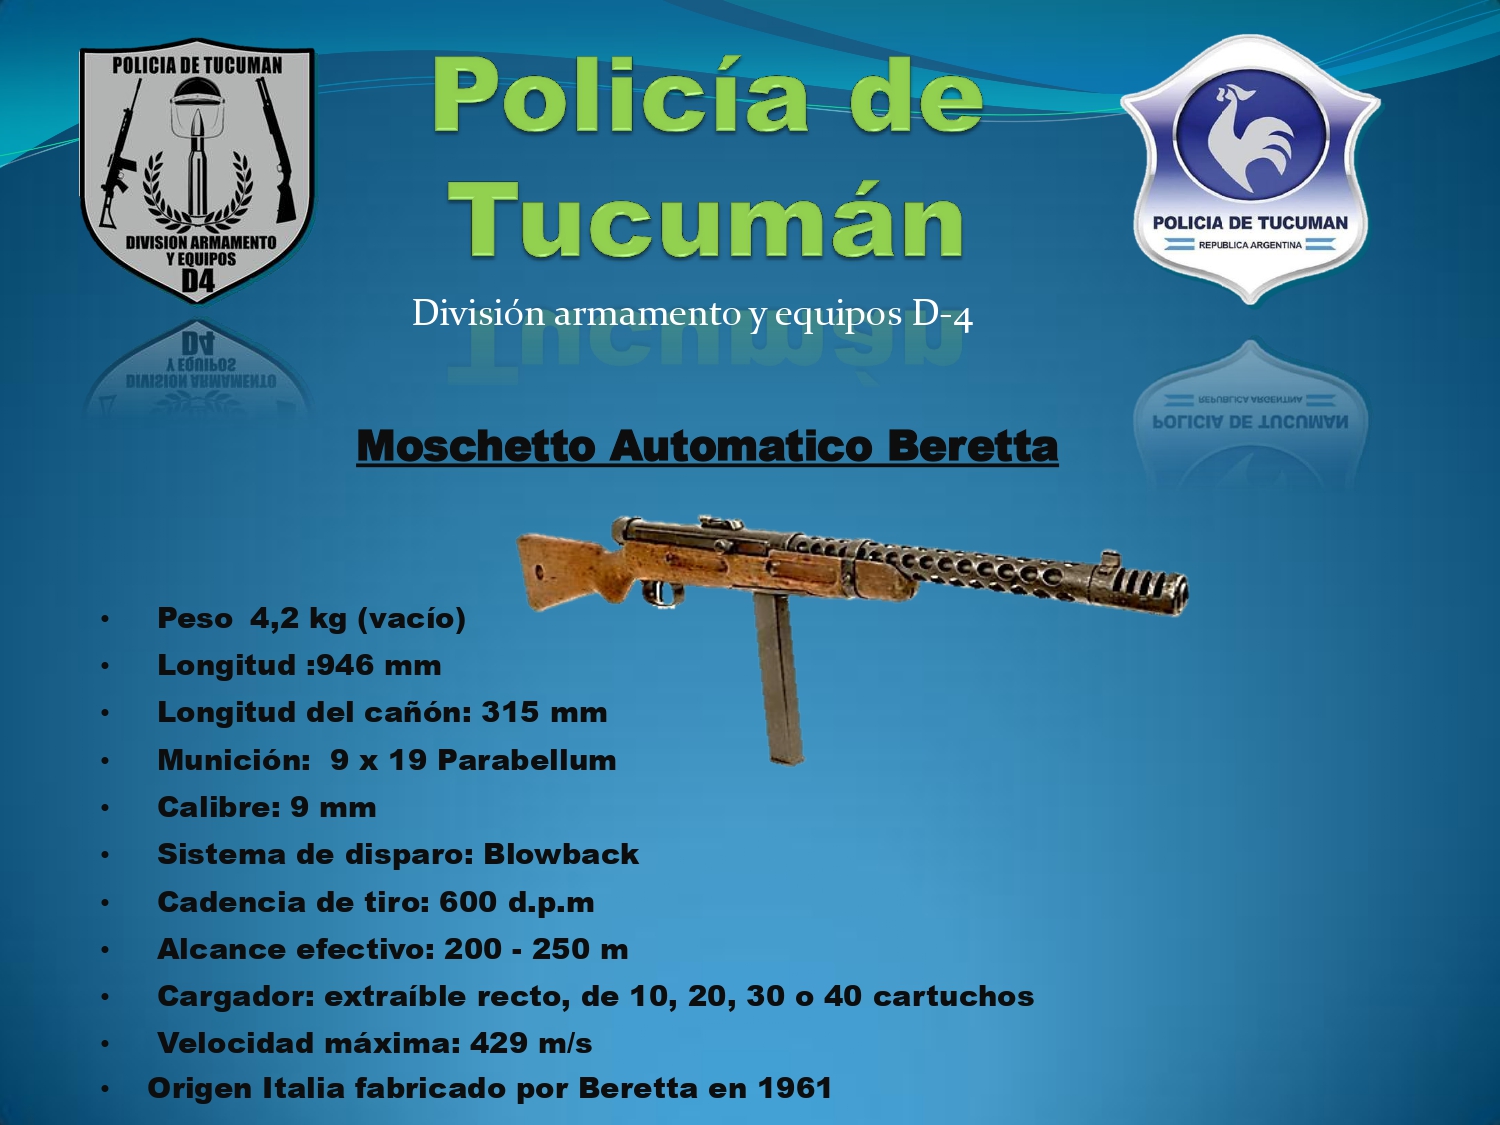 POLICIA DE TUCUMAN
DIVISION ARMAMENTO
Y EQUIPOS
D4
Policía de
Tucumán
POLICIA DE TUCUMAN
REPUBLICA ARGENTINA
División armamento y equipos D-4
Moschetto Automatico Beretta
• Peso 4,2 kg (vacío)
• Longitud :946 mm
• Longitud del cañón: 315 mm
• Munición: 9 x 19 Parabellum
• Calibre: 9 mm
• Sistema de disparo: Blowback
• Cadencia de tiro: 600 d.p.m
• Alcance efectivo: 200 - 250 m
• Cargador: extraíble recto, de 10, 20, 30 o 40 cartuchos
• Velocidad máxima: 429 m/s
• Origen Italia fabricado por Beretta en 1961